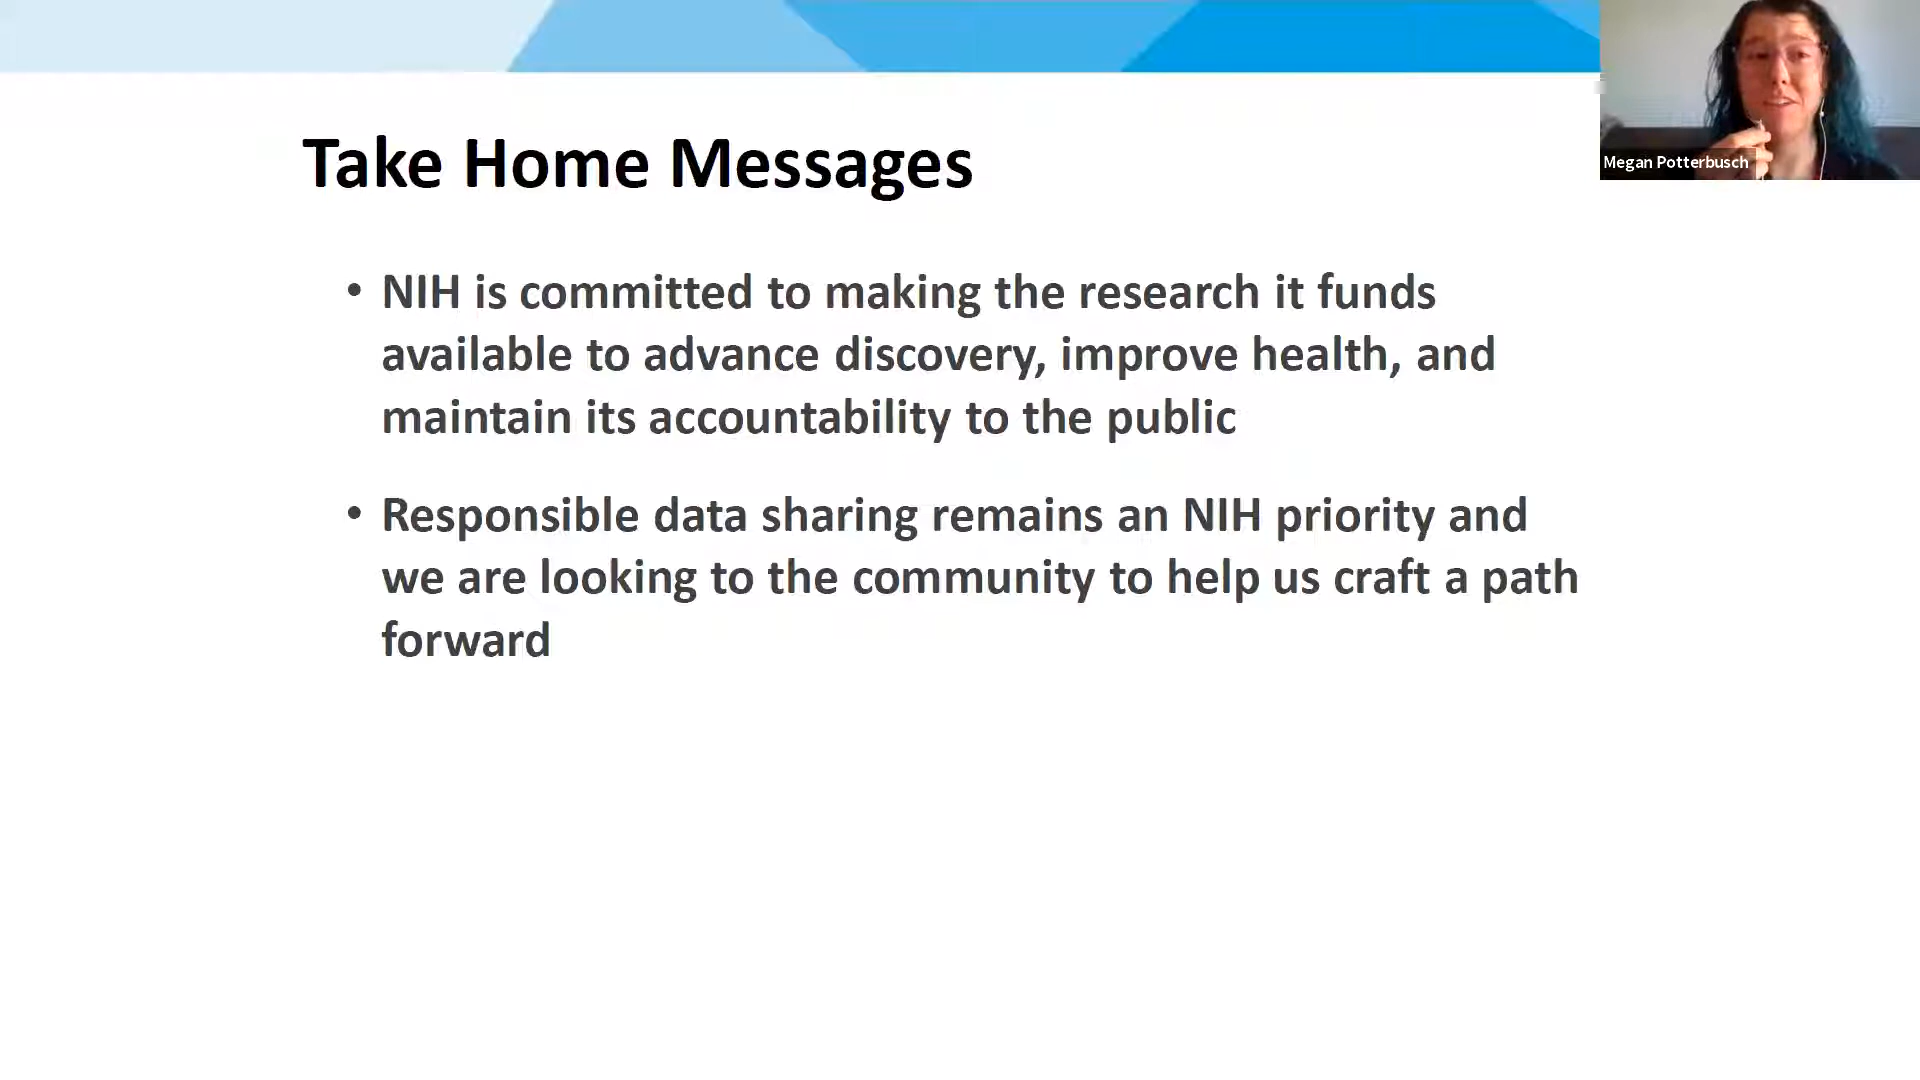 Take Home Messages
• NIH is committed to making the research it funds
available to advance discovery, improve health, and
maintain its accountability to the public
• Responsible data sharing remains an NIH priority and
we are looking to the community to help us craft a path
forward
Megan Potterbusch